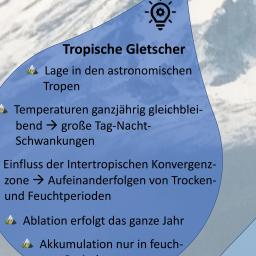 Tropische Gletscher
Lage in den astronomischen
Tropen
Temperaturen ganzjährig gleichblei-
bend → große Tag-Nacht-
Schwankungen
Einfluss der Intertropischen Konvergenz-
zone → Aufeinanderfolgen von Trocken-
und Feuchtperioden
Ablation erfolgt das ganze Jahr
Akkumulation nur in feuch-